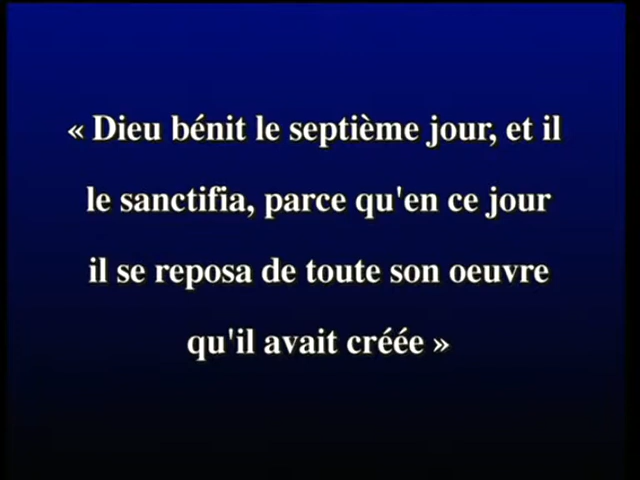 « Dieu bénit le septième jour, et il
le sanctifia, parce qu'en ce jour
il se reposa de toute son oeuvre
qu'il avait créée »